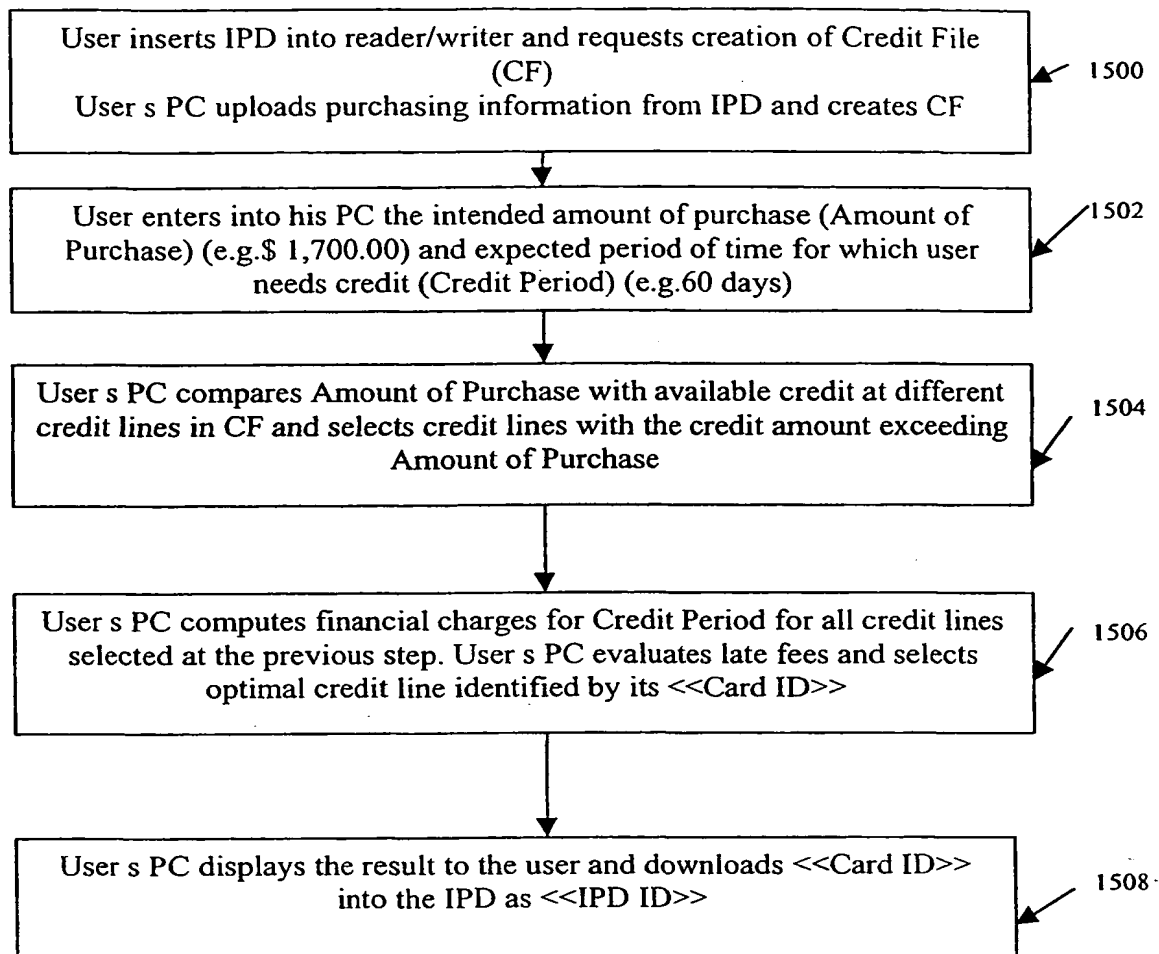 User inserts IPD into reader/writer and requests creation of Credit File
(CF)
User s PC uploads purchasing information from IPD and creates CF
1500
User enters into his PC the intended amount of purchase (Amount of
Purchase) (e.g.$ 1,700.00) and expected period of time for which user
needs credit (Credit Period) (e.g.60 days)
1502
User s PC compares Amount of Purchase with available credit at different
credit lines in CF and selects credit lines with the credit amount exceeding
Amount of Purchase
1504
User s PC computes financial charges for Credit Period for all credit lines
selected at the previous step. User s PC evaluates late fees and selects
optimal credit line identified by its <<Card ID>>
1506
User s PC displays the result to the user and downloads <<Card ID>>
into the IPD as <<IPD ID>>
1508